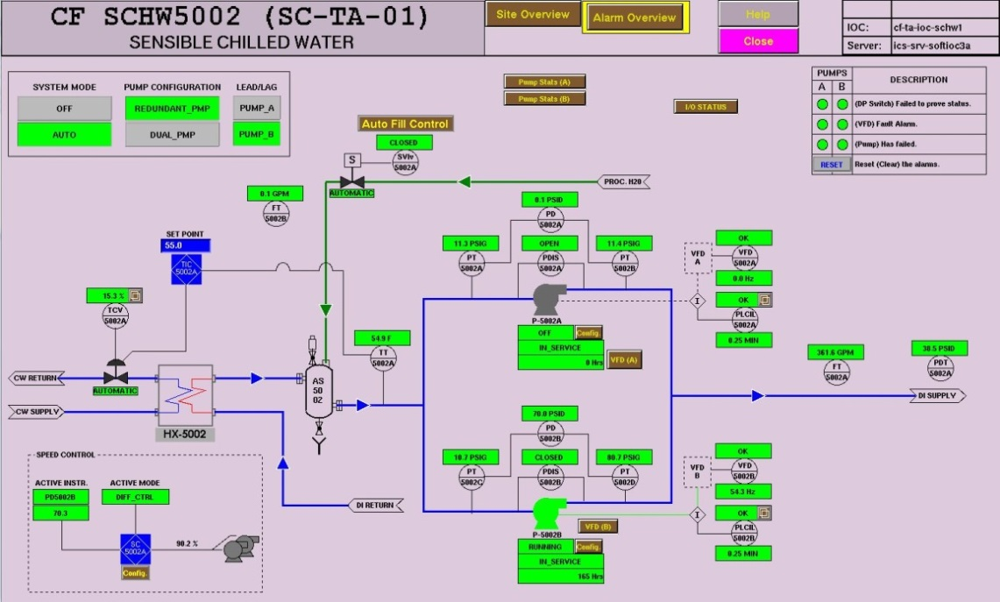 CF SCHW5002 (SC-TA-01)
SENSIBLE CHILLED WATER
Site Overview
Alarm Overview
Help
Close
IOC: cf-ta-ioc-schw1
Server: ics-srv-softioc3a
SYSTEM MODE
OFF
AUTO
PUMP CONFIGURATION
REDUNDANT_PMP
DUAL_PMP
LEAD/LAG
PUMP_A
PUMP_B
Pump Stats (A)
Pump Stats (B)
I/O STATUS
PUMPS
A B
DESCRIPTION
(DP Switch) Failed to prove status.
(VFD) Fault Alarm.
(Pump) Has failed.
RESET
Reset (Clear) the alarms.
Auto Fill Control
CLOSED
S
SVlv
5002A
AUTOMATIC
PROC. H20
0.1 GPM
FT
5002B
SET POINT
55.0
TIC
5002A
15.3 %
TCV
5002A
AUTOMATIC
CW RETURN
CW SUPPLY
HX-5002
AS
50
02
54.9 F
TT
5002A
DI RETURN
0.1 PSID
PD
5002A
11.3 PSIG
PT
5002A
OPEN
PDIS
5002A
11.4 PSIG
PT
5002B
P-5002A
OFF
Config.
IN_SERVICE
0 Hrs
VFD (A)
VFD
A
I
OK
VFD
5002A
0.0 Hz
OK
PLCIL
5002A
0.25 MIN
361.6 GPM
FT
5002A
38.5 PSID
PDT
5002A
DI SUPPLY
70.0 PSID
PD
5002B
10.7 PSIG
PT
5002C
CLOSED
PDIS
5002B
80.7 PSIG
PT
5002D
P-5002B
VFD (B)
RUNNING
Config.
IN_SERVICE
165 Hrs
VFD
B
I
OK
VFD
5002B
54.3 Hz
OK
PLCIL
5002B
0.25 MIN
SPEED CONTROL
ACTIVE INSTR.
PD5002B
70.3
ACTIVE MODE
DIFF_CTRL
SC
5002A
Config.
90.2 %